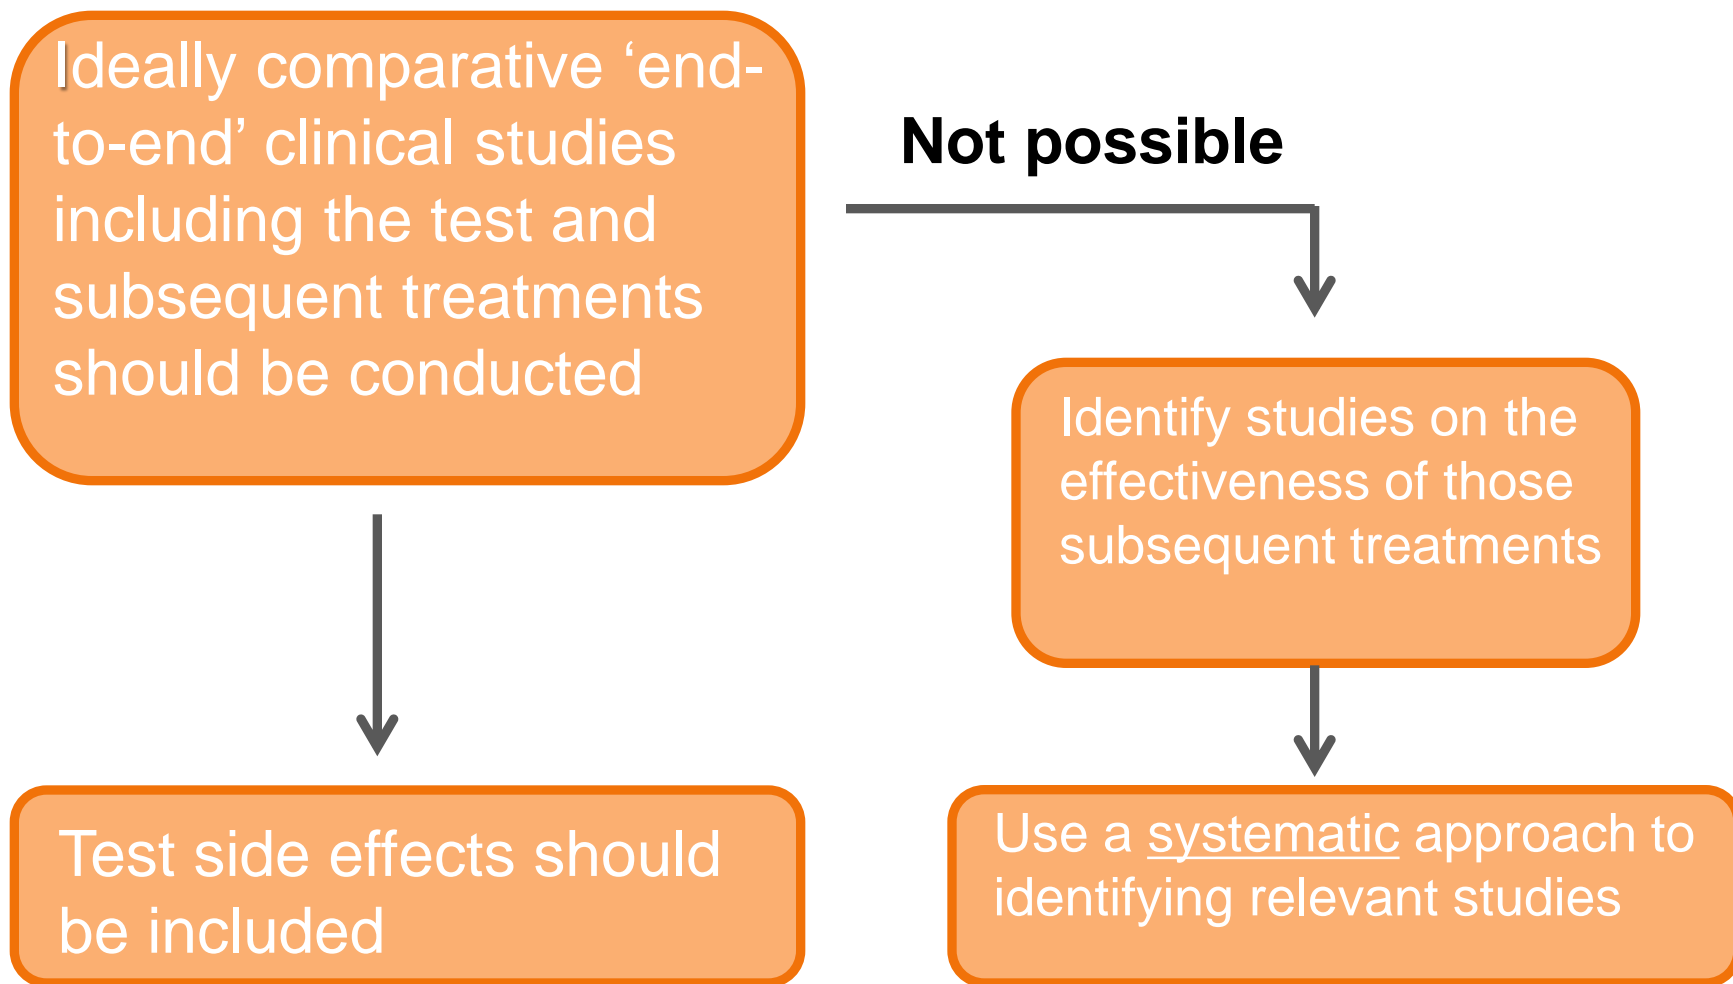 Ideally comparative ‘end-
to-end’ clinical studies
including the test and
subsequent treatments
should be conducted
Not possible
Identify studies on the
effectiveness of those
subsequent treatments
Test side effects should
be included
Use a systematic approach to
identifying relevant studies